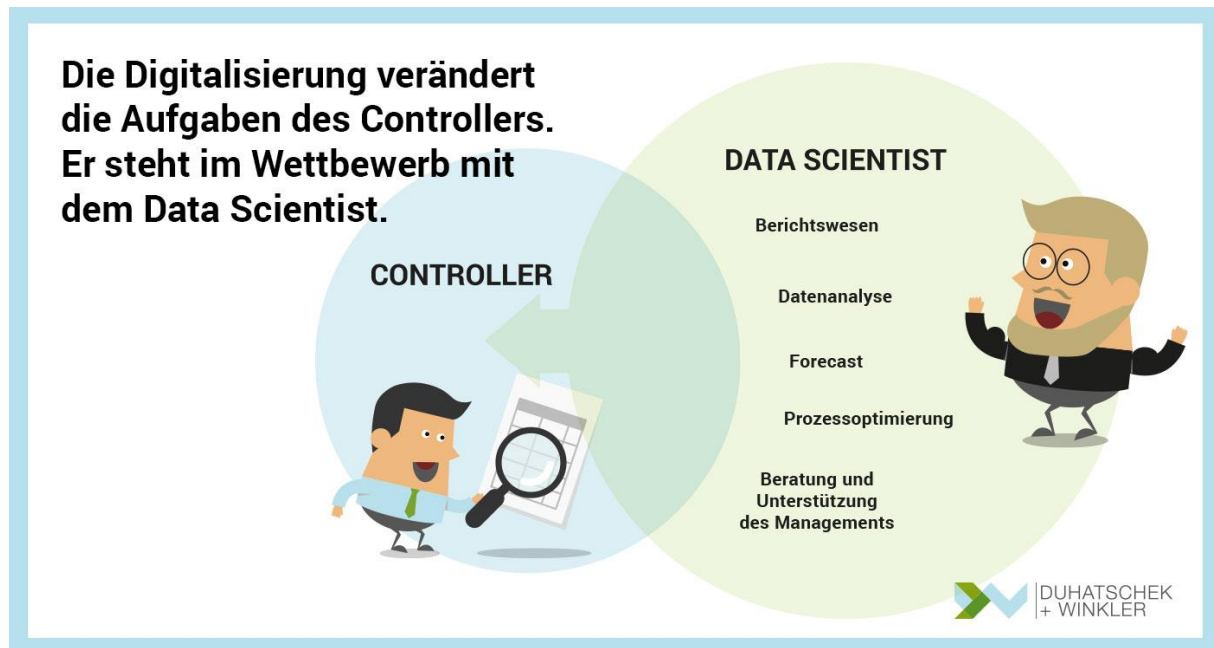 Die Digitalisierung verändert
die Aufgaben des Controllers.
Er steht im Wettbewerb mit
dem Data Scientist.
CONTROLLER
DATA SCIENTIST
Berichtswesen
Datenanalyse
Forecast
Prozessoptimierung
Beratung und
Unterstützung
des Managements
DUHATSCHEK
+ WINKLER